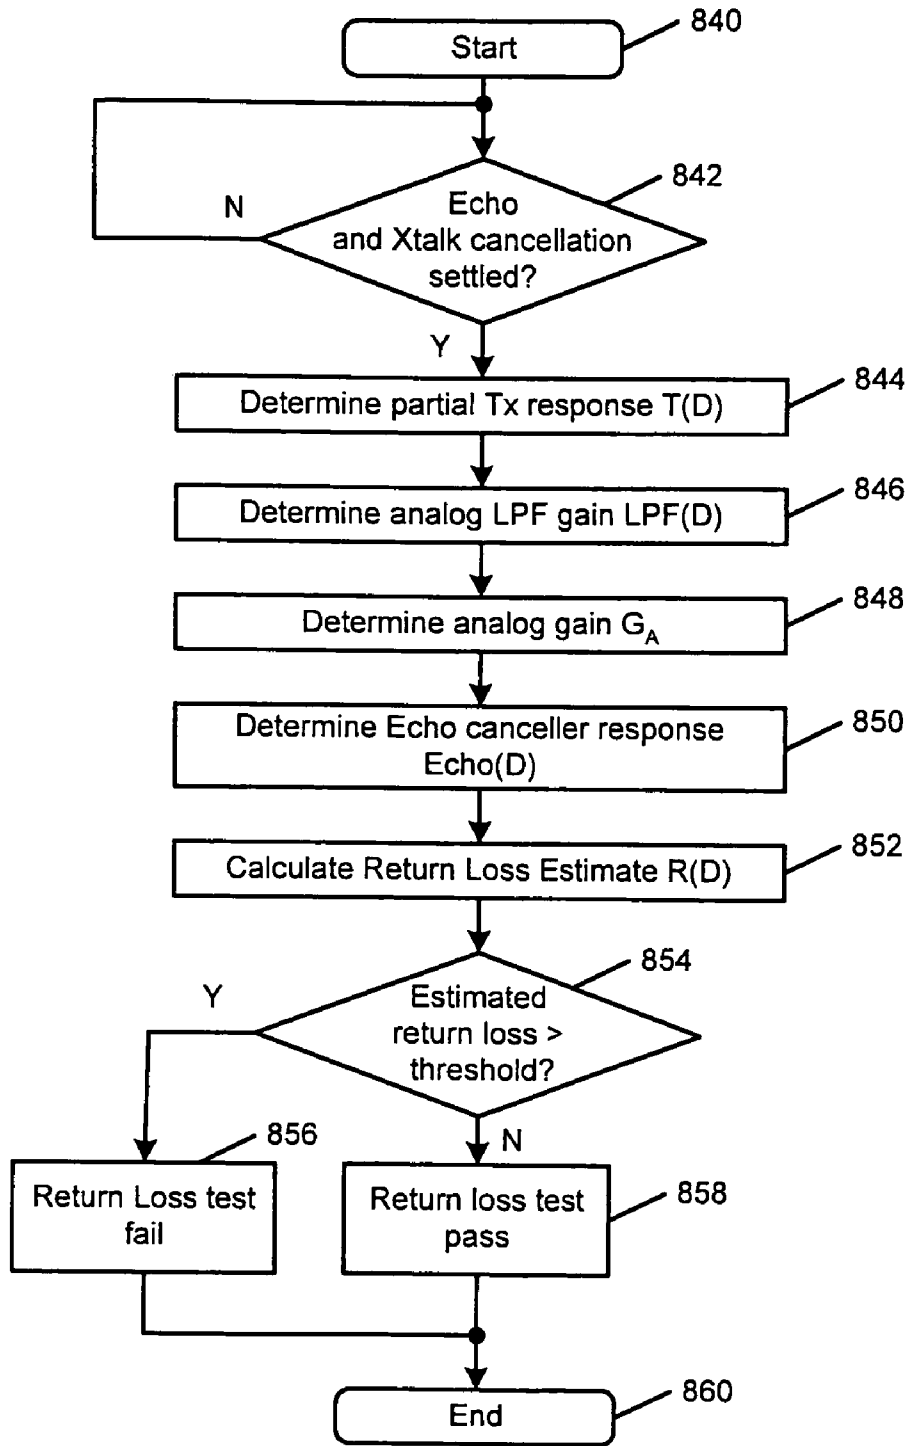 Start
840
Echo
and Xtalk cancellation
settled?
842
N
Y
Determine partial Tx response T(D)
844
Determine analog LPF gain LPF(D)
846
Determine analog gain G_A
848
Determine Echo canceller response
Echo(D)
850
Calculate Return Loss Estimate R(D)
852
Estimated
return loss >
threshold?
854
Y
N
Return Loss test
fail
856
Return loss test
pass
858
End
860